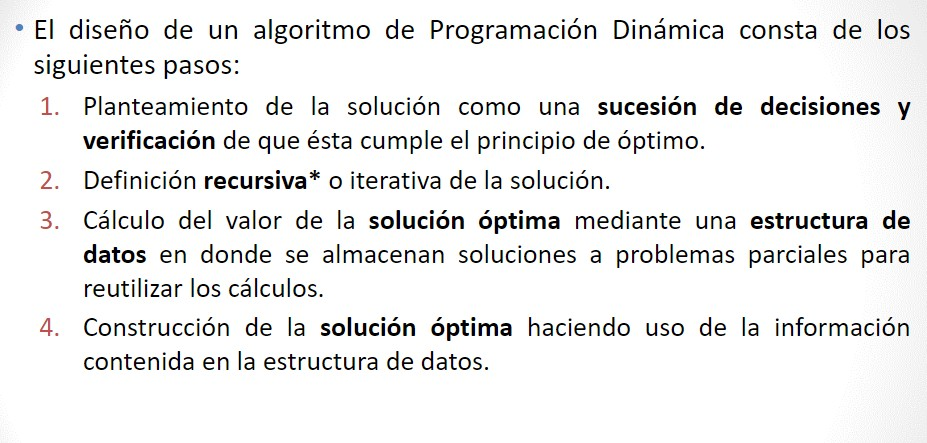 • El diseño de un algoritmo de Programación Dinámica consta de los
siguientes pasos:
1. Planteamiento de la solución como una sucesión de decisiones y
verificación de que ésta cumple el principio de óptimo.
2. Definición recursiva* o iterativa de la solución.
3. Cálculo del valor de la solución óptima mediante una estructura de
datos en donde se almacenan soluciones a problemas parciales para
reutilizar los cálculos.
4. Construcción de la solución óptima haciendo uso de la información
contenida en la estructura de datos.